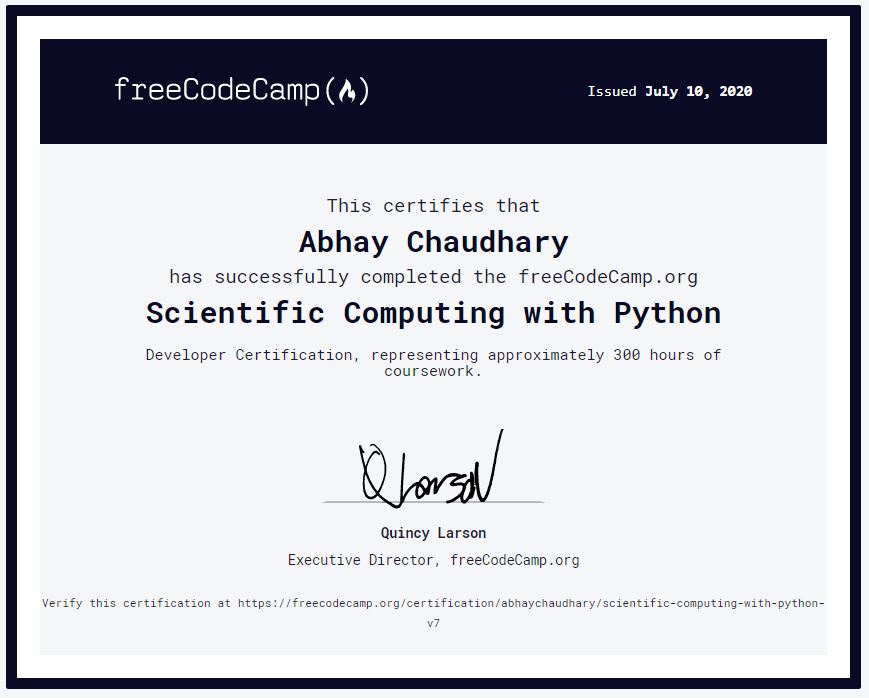 freeCodeCamp(🔥)
Issued July 10, 2020
This certifies that
Abhay Chaudhary
has successfully completed the freeCodeCamp.org
Scientific Computing with Python
Developer Certification, representing approximately 300 hours of
coursework.
Q Larson
Quincy Larson
Executive Director, freeCodeCamp.org
Verify this certification at https://freecodecamp.org/certification/abhaychaudhary/scientific-computing-with-python-
v7